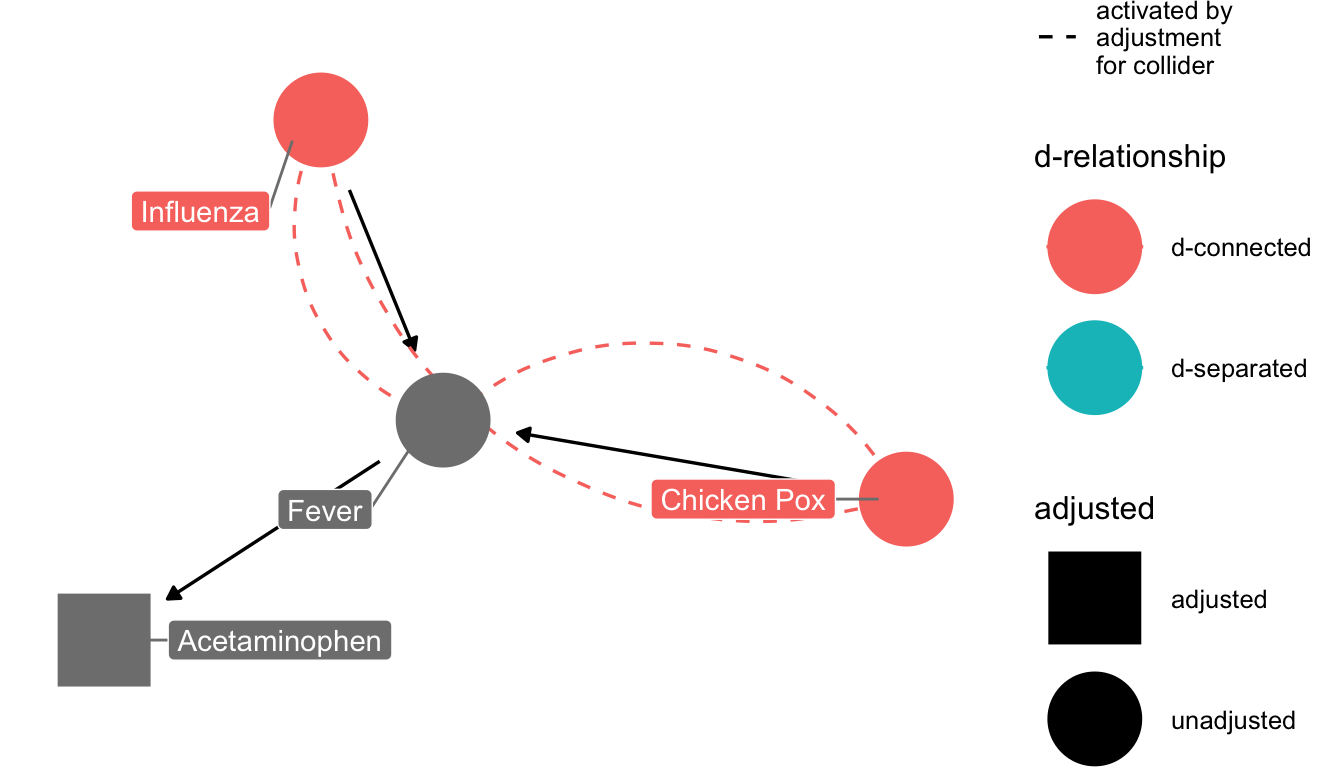 activated by
adjustment
for collider
d-relationship
d-connected
d-separated
adjusted
adjusted
unadjusted
Influenza
Chicken Pox
Fever
Acetaminophen